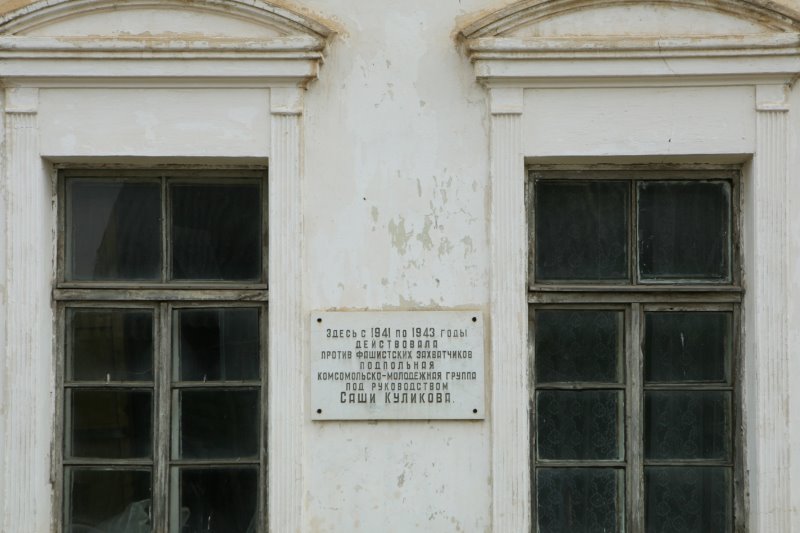 Здесь с 1941 по 1943 годы
действовала
против фашистских захватчиков
подпольная
комсомольско-молодежная группа
под руководством
Саши Куликова.